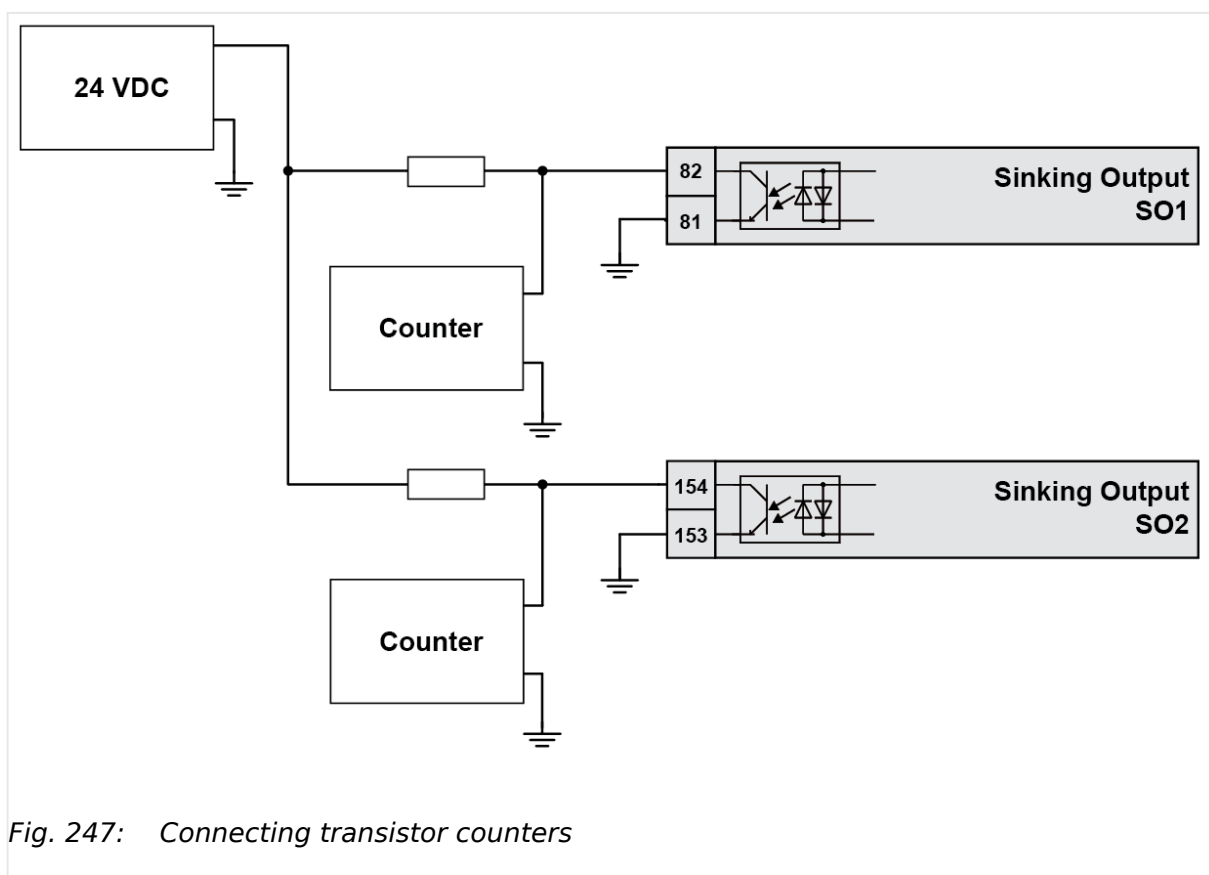 24 VDC
82
81
Sinking Output
SO1
Counter
154
153
Sinking Output
SO2
Counter
Fig. 247: Connecting transistor counters